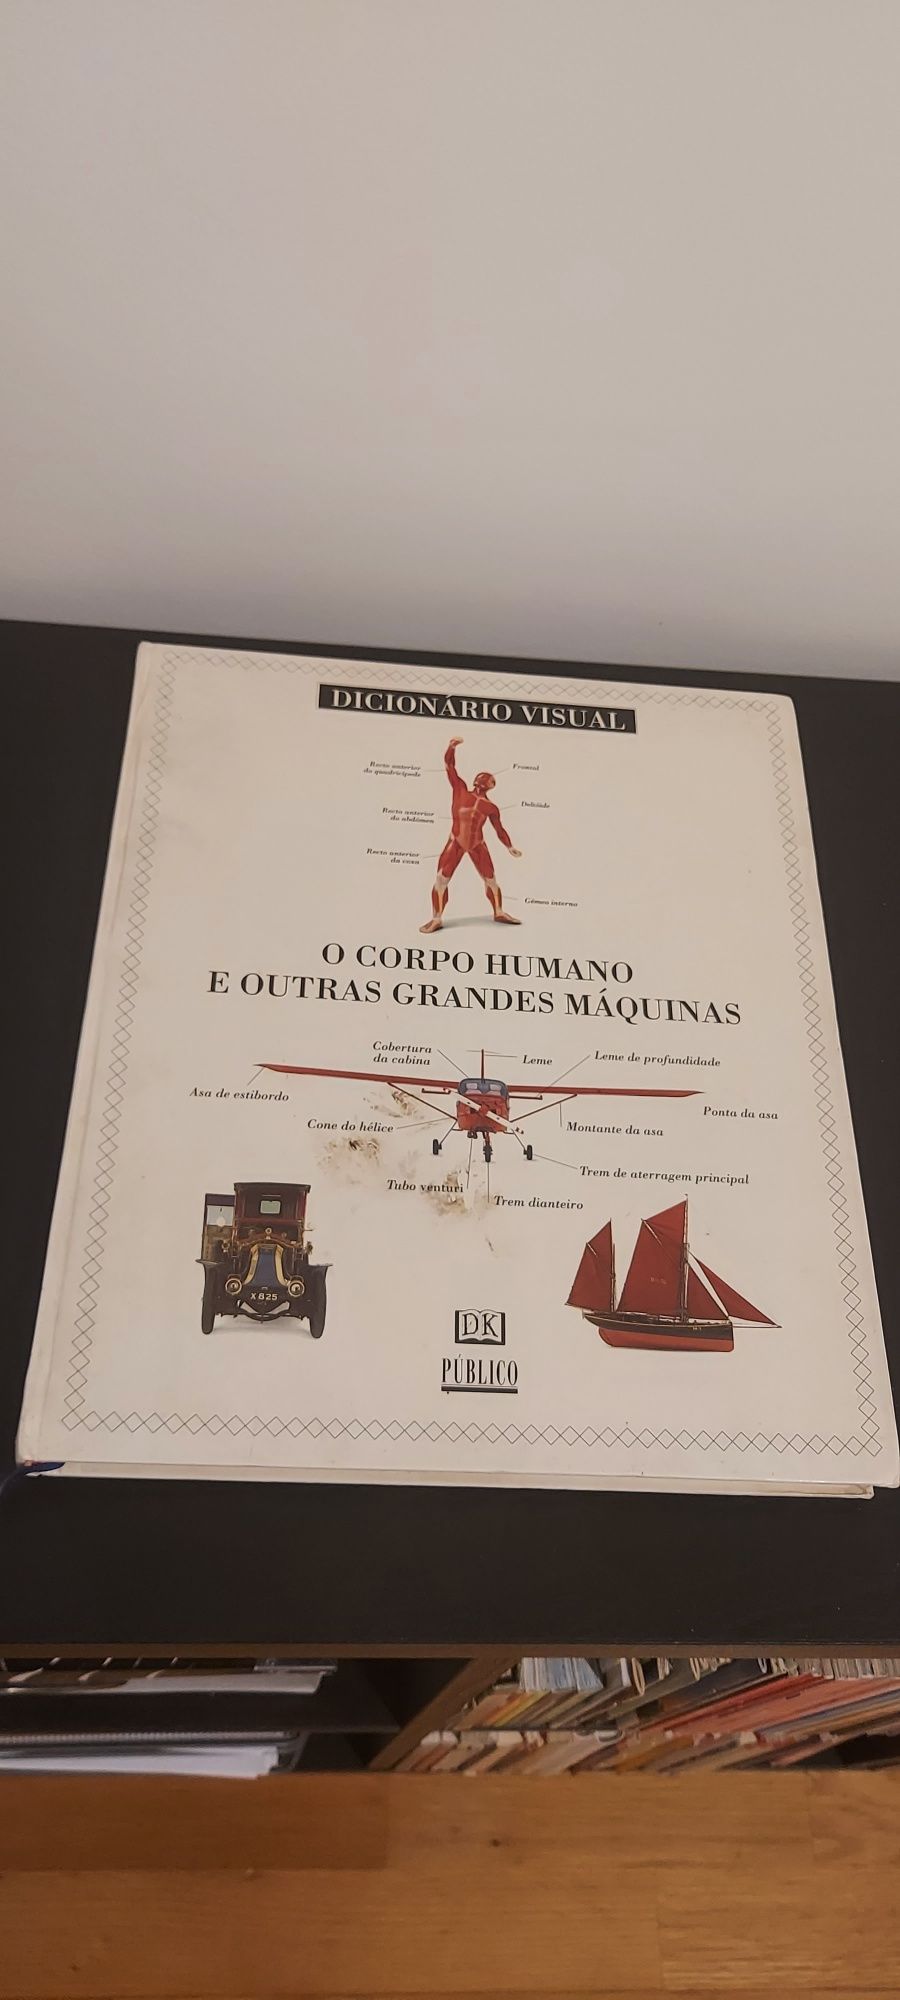 DICIONÁRIO VISUAL
Recto anterior
do quadricípede
Frontal
Deltóide
Recto anterior
do abdómen
Recto anterior
da coxa
Gémeo interno
O CORPO HUMANO
E OUTRAS GRANDES MÁQUINAS
Cobertura
da cabina
Leme
Leme de profundidade
Asa de estibordo
Ponta da asa
Cone do hélice
Montante da asa
Trem de aterragem principal
Tubo venturi
Trem dianteiro
X 825
DK
PÚBLICO